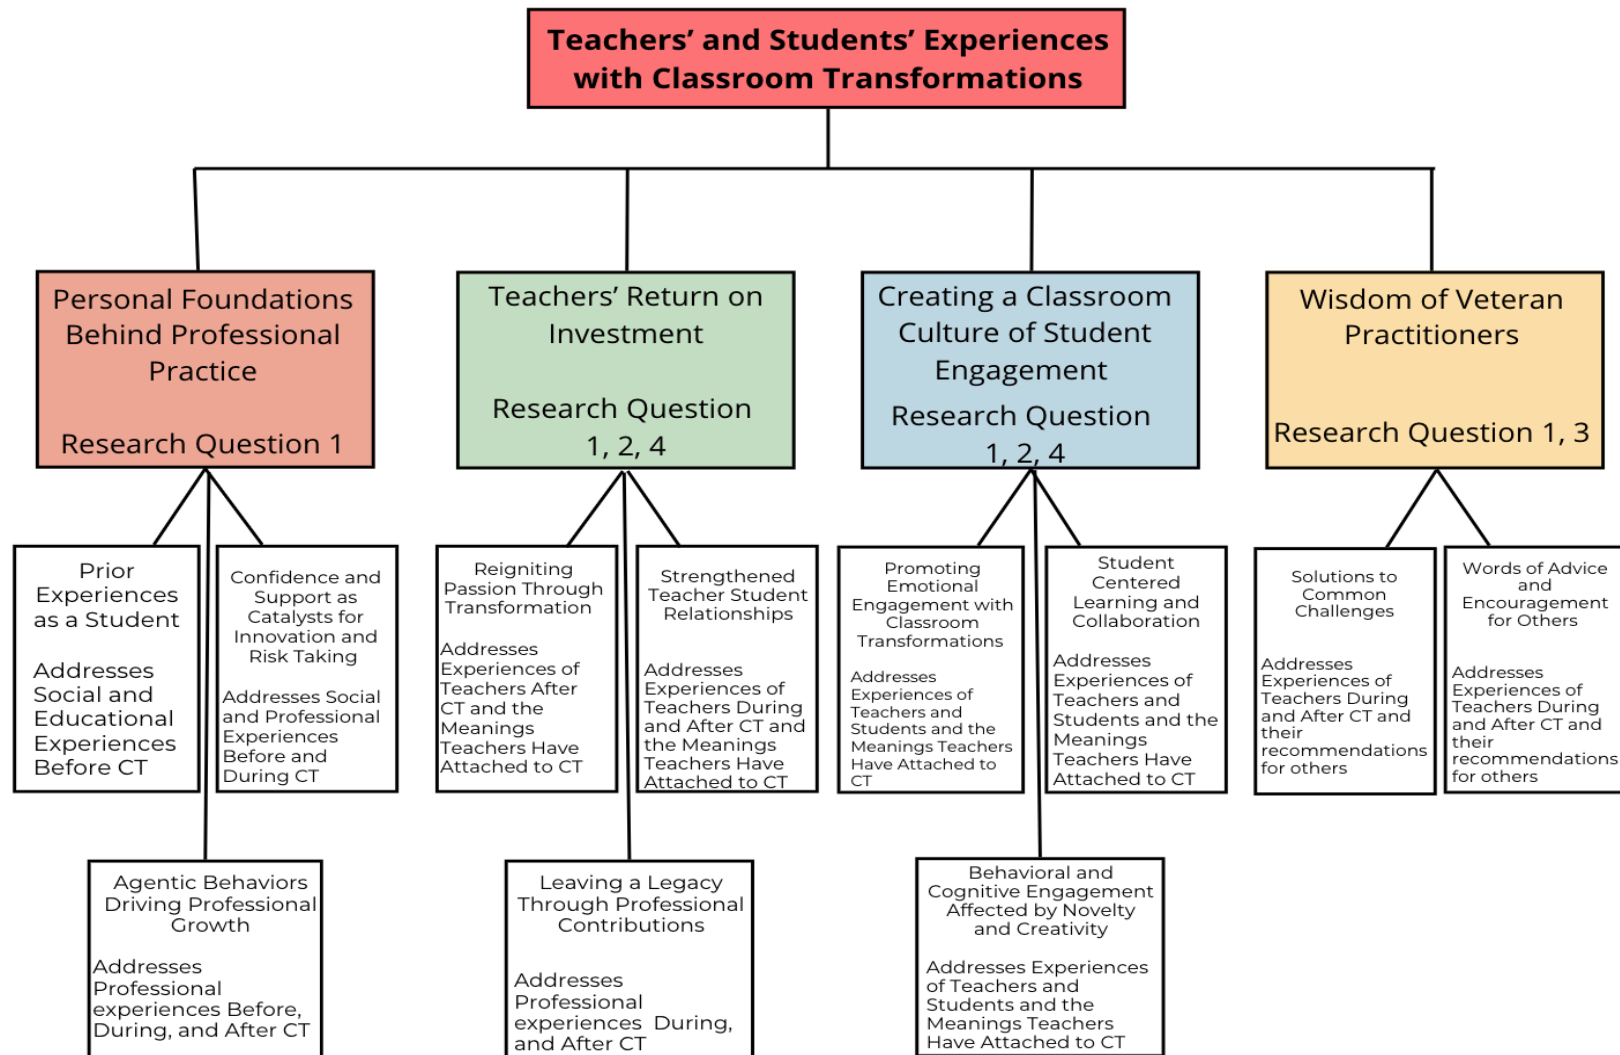 Teachers’ and Students’ Experiences
with Classroom Transformations
Personal Foundations
Behind Professional
Practice
Research Question 1
Teachers’ Return on
Investment
Research Question
1, 2, 4
Creating a Classroom
Culture of Student
Engagement
Research Question
1, 2, 4
Wisdom of Veteran
Practitioners
Research Question 1, 3
Prior
Experiences
as a Student
Addresses
Social and
Educational
Experiences
Before CT
Confidence and
Support as
Catalysts for
Innovation and
Risk Taking
Addresses Social
and Professional
Experiences
Before and
During CT
Reigniting
Passion Through
Transformation
Addresses
Experiences of
Teachers After
CT and the
Meanings
Teachers Have
Attached to CT
Strengthened
Teacher Student
Relationships
Addresses
Experiences of
Teachers During
and After CT and
the Meanings
Teachers Have
Attached to CT
Promoting
Emotional
Engagement with
Classroom
Transformations
Addresses
Experiences of
Teachers and
Students and the
Meanings Teachers
Have Attached to
CT
Student
Centered
Learning and
Collaboration
Addresses
Experiences of
Teachers and
Students and the
Meanings
Teachers Have
Attached to CT
Solutions to
Common
Challenges
Addresses
Experiences of
Teachers During
and After CT and
their
recommendations
for others
Words of Advice
and
Encouragement
for Others
Addresses
Experiences of
Teachers During
and After CT and
their
recommendations
for others
Agentic Behaviors
Driving Professional
Growth
Addresses
Professional
experiences Before,
During, and After CT
Leaving a Legacy
Through Professional
Contributions
Addresses
Professional
experiences During,
and After CT
Behavioral and
Cognitive Engagement
Affected by Novelty
and Creativity
Addresses Experiences
of Teachers and
Students and the
Meanings Teachers
Have Attached to CT